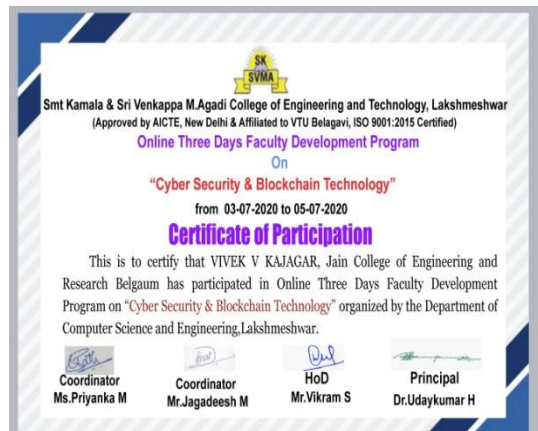 SK
SVMA
Smt Kamala & Sri Venkappa M.Agadi College of Engineering and Technology, Lakshmeshwar
(Approved by AICTE, New Delhi & Affiliated to VTU Belagavi, ISO 9001:2015 Certified)
Online Three Days Faculty Development Program
On
“Cyber Security & Blockchain Technology”
from 03-07-2020 to 05-07-2020
Certificate of Participation
This is to certify that VIVEK V KAJAGAR, Jain College of Engineering and
Research Belgaum has participated in Online Three Days Faculty Development
Program on “Cyber Security & Blockchain Technology” organized by the Department of
Computer Science and Engineering,Lakshmeshwar.
Coordinator
Ms.Priyanka M
Coordinator
Mr.Jagadeesh M
HoD
Mr.Vikram S
Principal
Dr.Udaykumar H